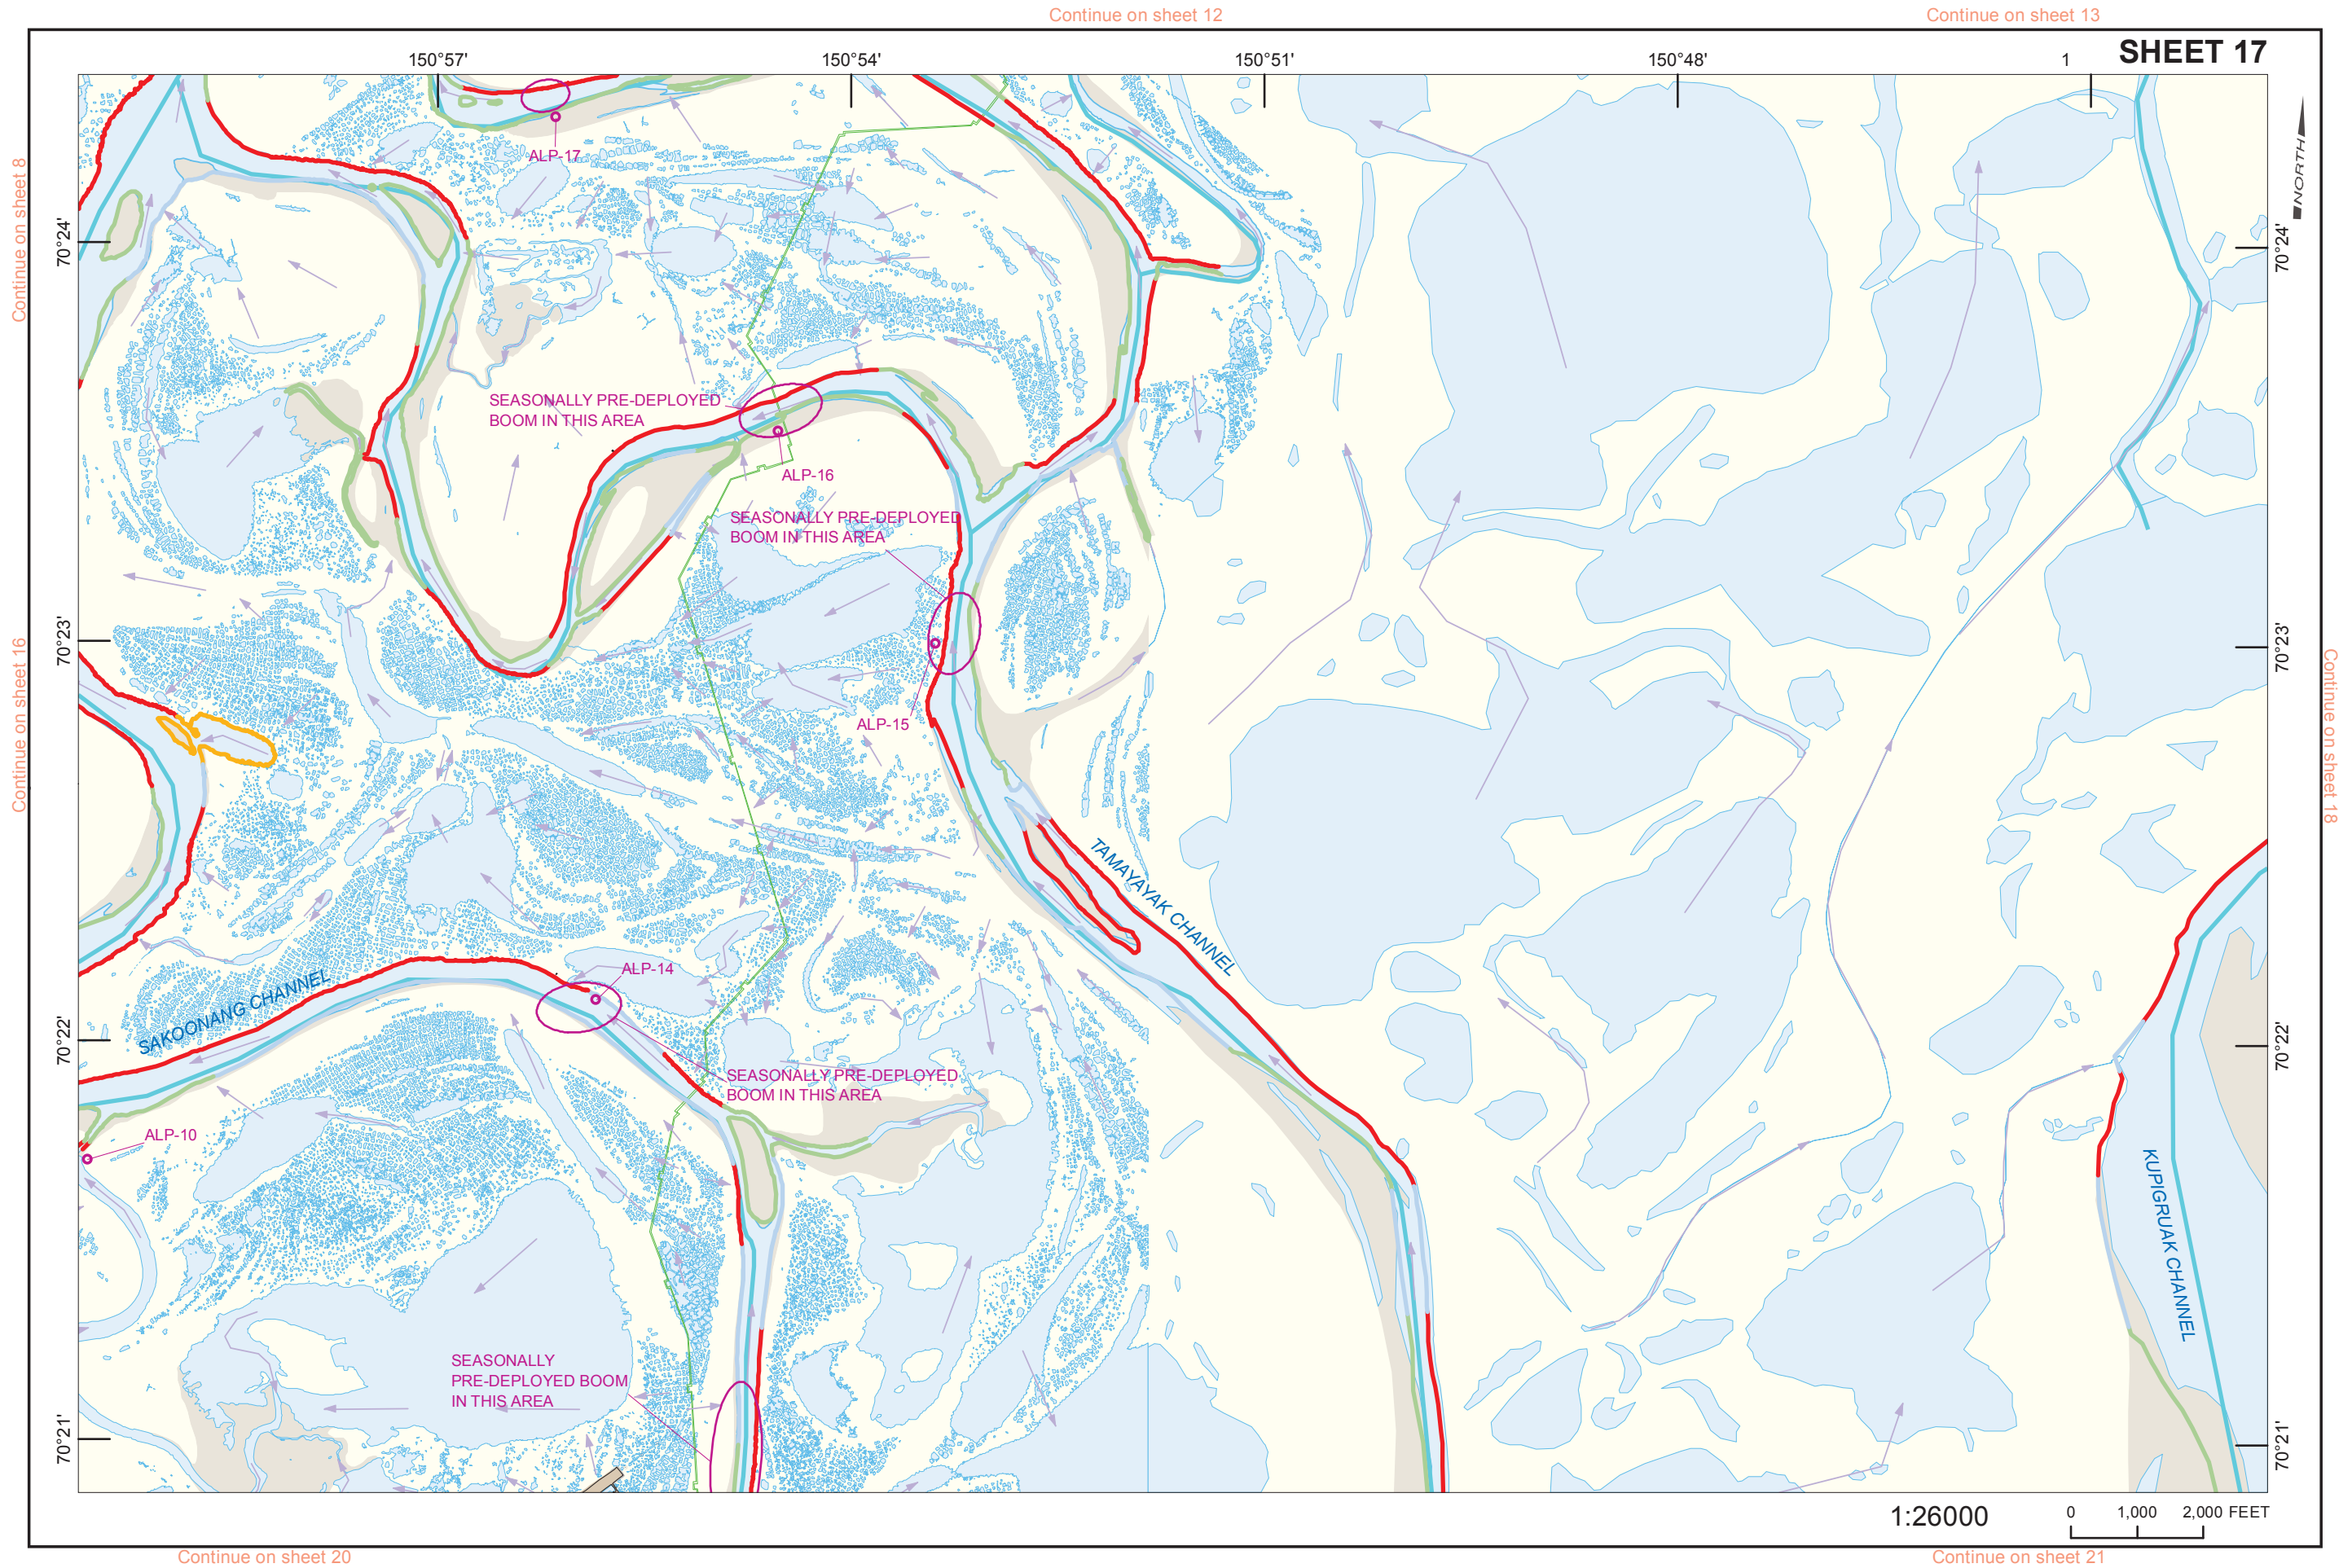 Continue on sheet 12
Continue on sheet 13
SHEET 17
150°57'
150°54'
150°51'
150°48'
1
NORTH
Continue on sheet 8
70°24'
70°24'
ALP-17
SEASONALLY PRE-DEPLOYED
BOOM IN THIS AREA
ALP-16
SEASONALLY PRE-DEPLOYED
BOOM IN THIS AREA
Continue on sheet 16
70°23'
70°23'
Continue on sheet 18
ALP-15
TAMAYAYAK CHANNEL
ALP-14
SAKOONANG CHANNEL
70°22'
70°22'
SEASONALLY PRE-DEPLOYED
BOOM IN THIS AREA
ALP-10
KUPIGRUAK CHANNEL
SEASONALLY
PRE-DEPLOYED BOOM
IN THIS AREA
70°21'
70°21'
1:26000
0 1,000 2,000 FEET
Continue on sheet 20
Continue on sheet 21